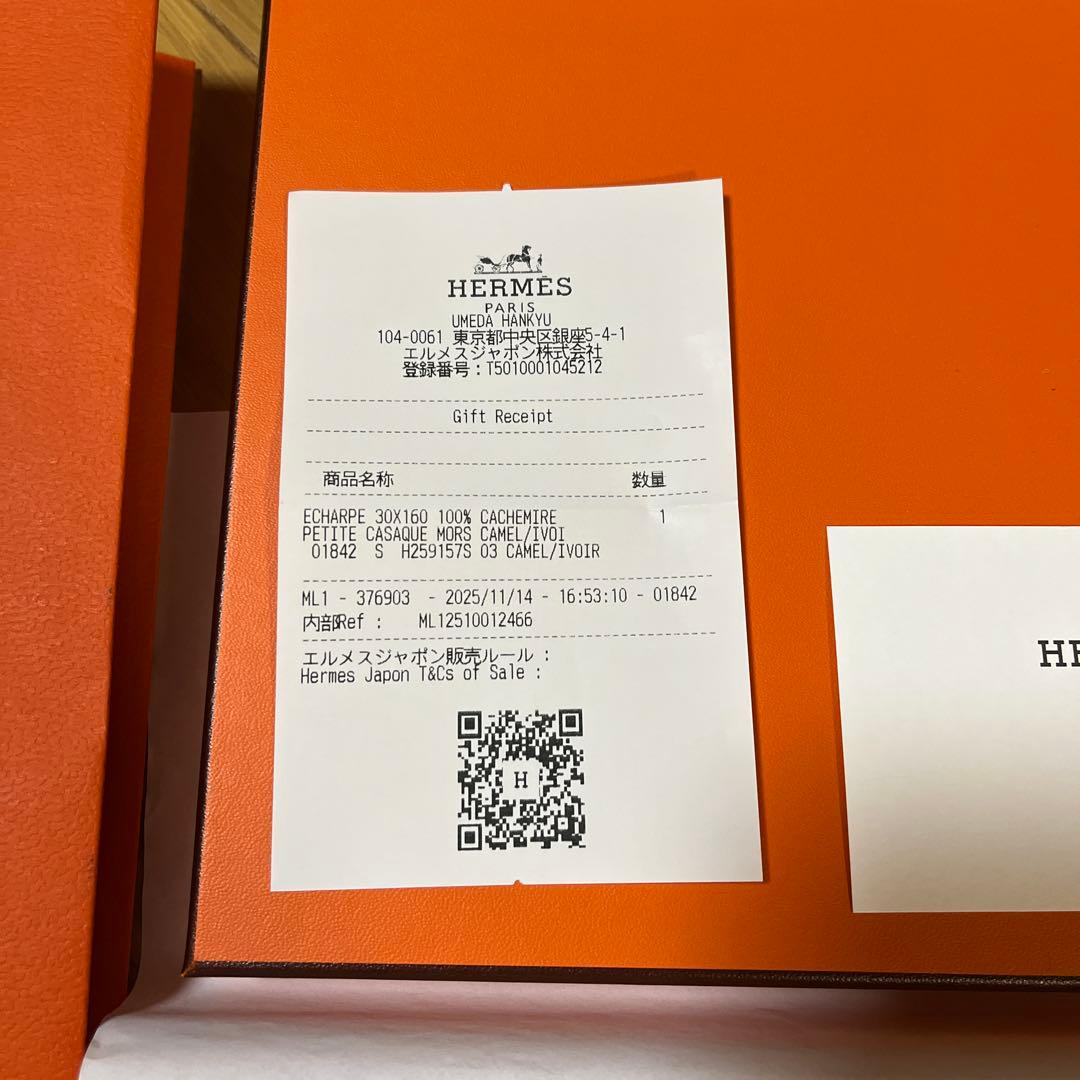 HERMÈS
PARIS
UMEDA HANKYU
104-0061 東京都中央区銀座5-4-1
エルメスジャポン株式会社
登録番号：T5010001045212
Gift Receipt
商品名称 数量
ECHARPE 30X160 100% CACHEMIRE 1
PETITE CASAQUE MORS CAMEL/IVOI
01842 S H259157S 03 CAMEL/IVOIR
ML1 - 376903 - 2025/11/14 - 16:53:10 - 01842
内部Ref : ML12510012466
エルメスジャポン販売ルール :
Hermes Japon T&Cs of Sale :
H
HE